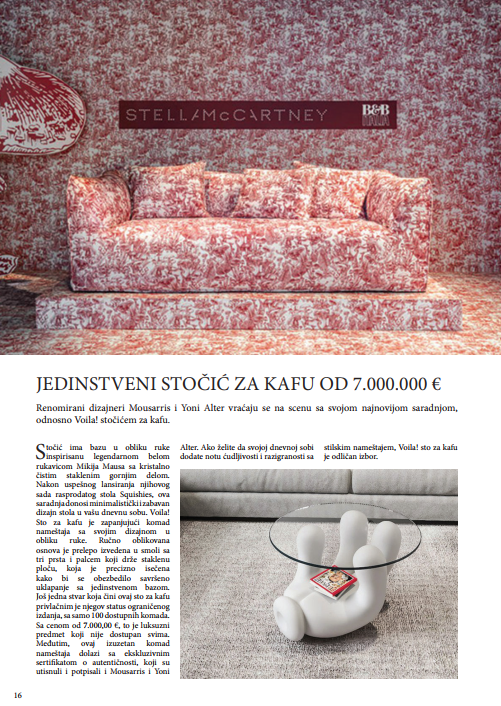 STELLA McCARTNEY
B&B
ITALIA
JEDINSTVENI STOČIĆ ZA KAFU OD 7.000.000 €
Renomirani dizajneri Mousarris i Yoni Alter vraćaju se na scenu sa svojom najnovijom saradnjom,
odnosno Voila! stočićem za kafu.
Stočić ima bazu u obliku ruke
inspirisanu legendarnom belom
rukavicom Mikija Mausa sa kristalno
čistim staklenim gornjim delom.
Nakon uspešnog lansiranja njihovog
sada rasprodatog stola Squishies, ova
saradnja donosi minimalistički i zabavan
dizajn stola u vašu dnevnu sobu. Voila!
Sto za kafu je zapanjujući komad
nameštaja sa svojim dizajnom u
obliku ruke. Ručno oblikovana
osnova je prelepo izvedena u smoli sa
tri prsta i palcem koji drže staklenu
ploču, koja je precizno isečena
kako bi se obezbedilo savršeno
uklapanje sa jedinstvenom bazom.
Još jedna stvar koja čini ovaj sto za kafu
privlačnim je njegov status ograničenog
izdanja, sa samo 100 dostupnih komada.
Sa cenom od 7.000,00 €, to je luksuzni
predmet koji nije dostupan svima.
Međutim, ovaj izuzetan komad
nameštaja dolazi sa ekskluzivnim
sertifikatom o autentičnosti, koji su
utisnuli i potpisali i Mousarris i Yoni
Alter. Ako želite da svojoj dnevnoj sobi
dodate notu ćudljivosti i razigranosti sa
stilskim nameštajem, Voila! sto za kafu
je odličan izbor.
16